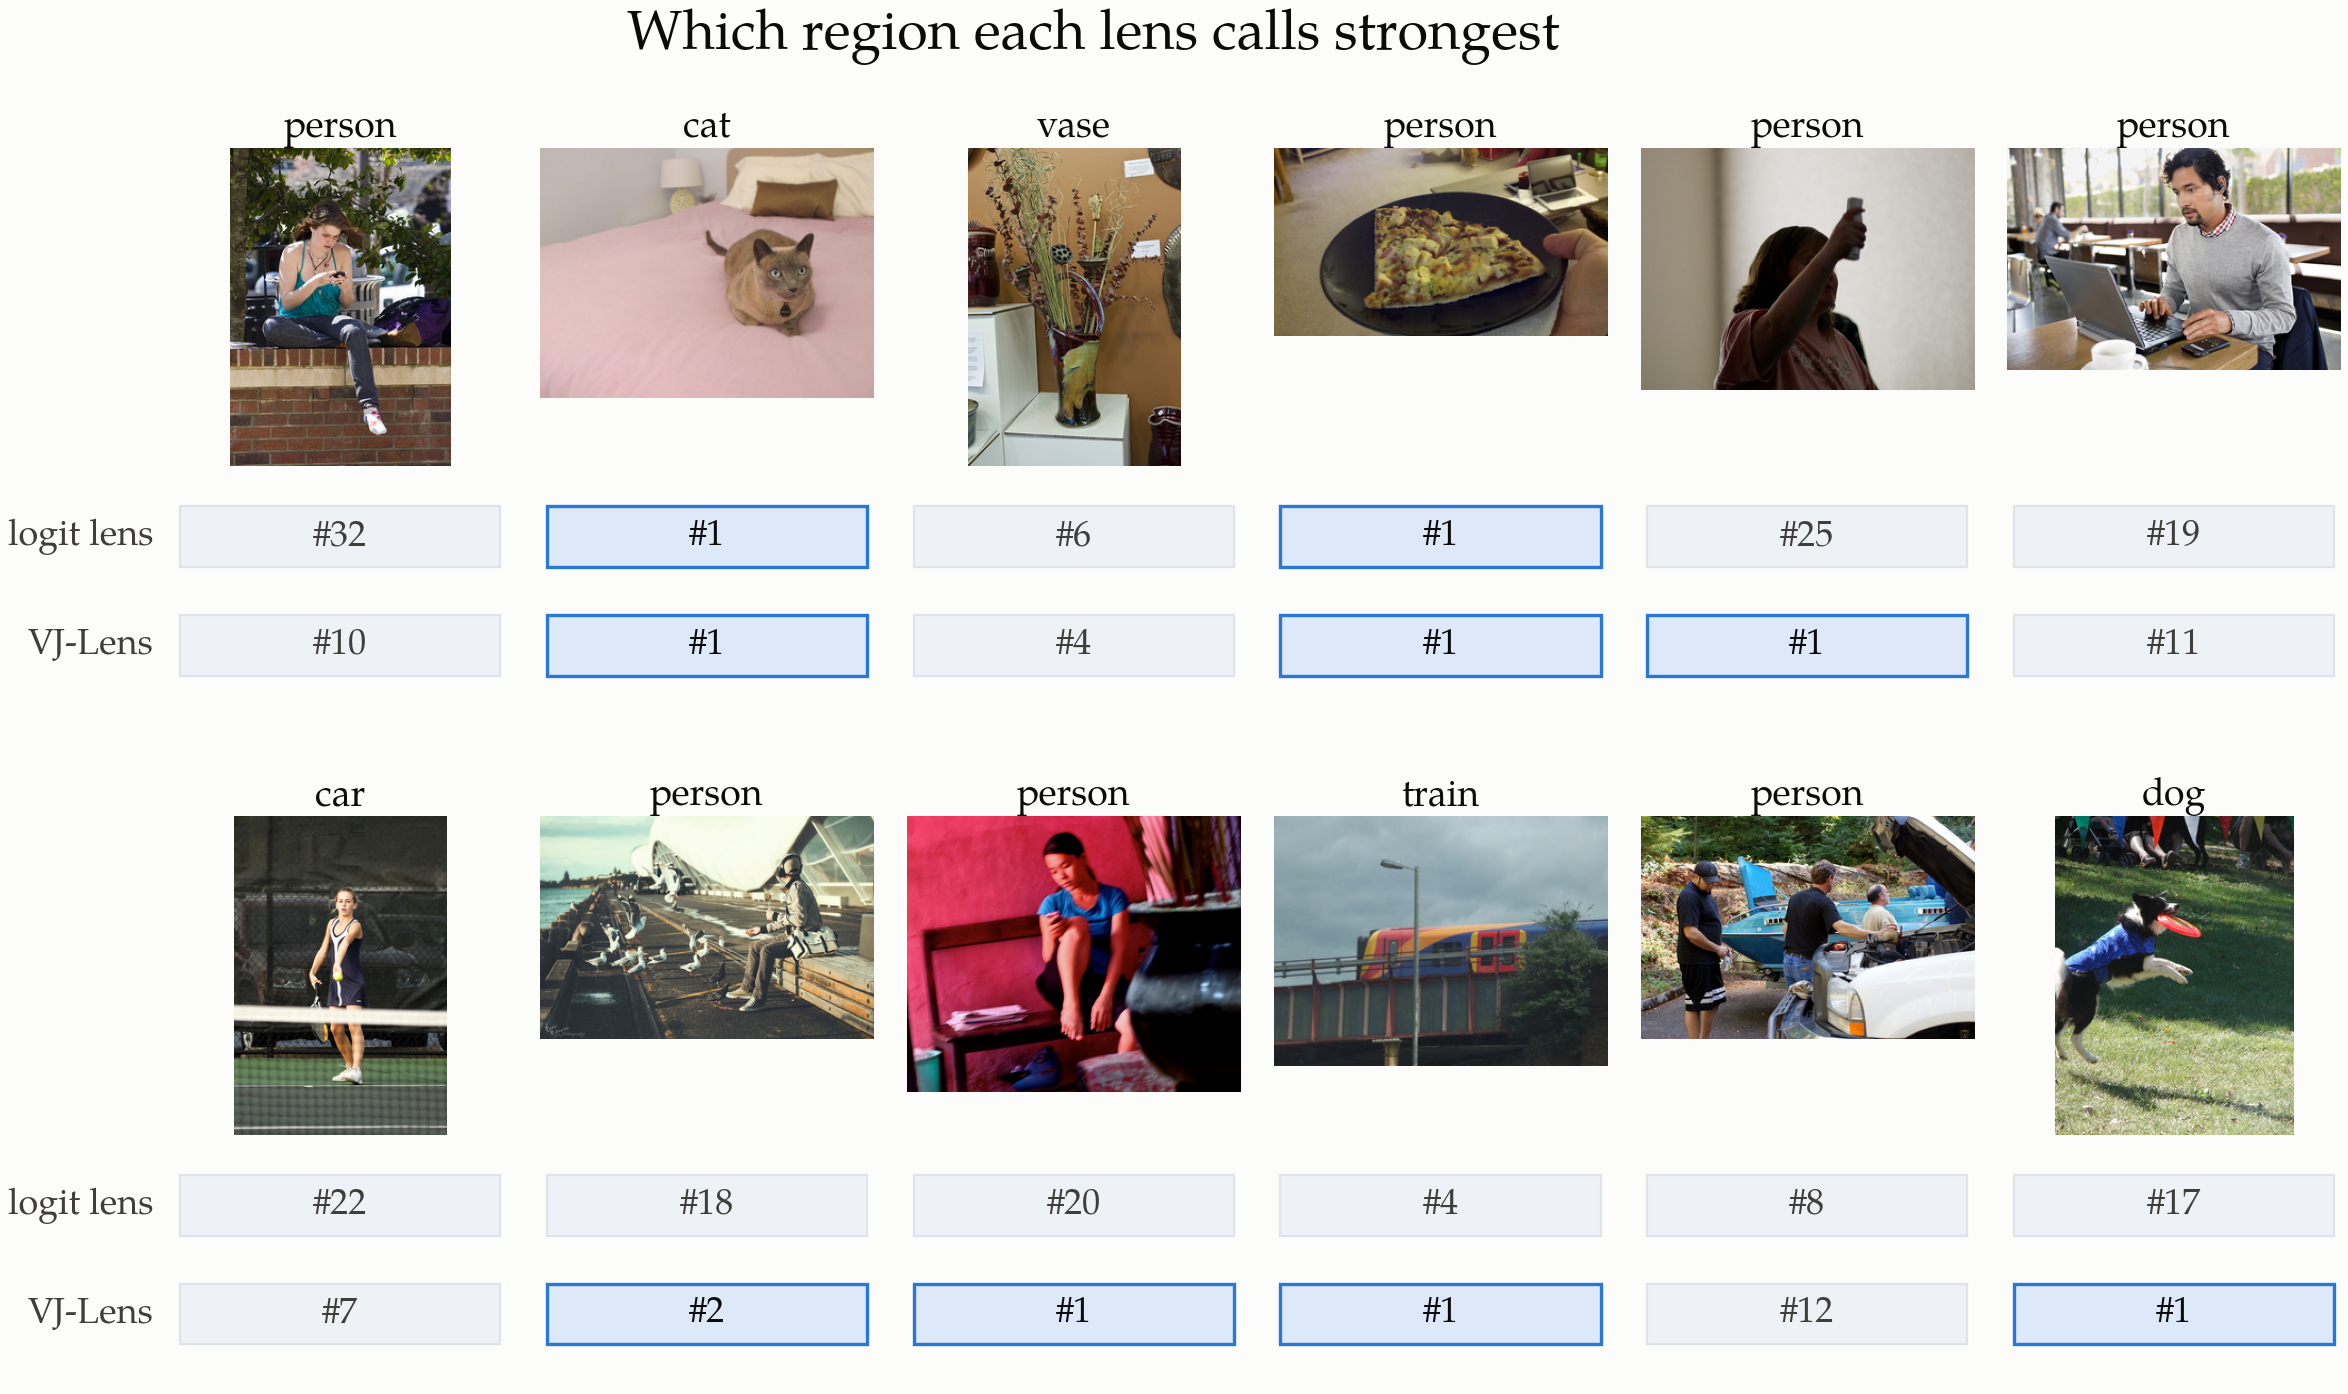 Which region each lens calls strongest
person cat vase person person person
logit lens #32 #1 #6 #1 #25 #19
VJ-Lens #10 #1 #4 #1 #1 #11
car person person train person dog
logit lens #22 #18 #20 #4 #8 #17
VJ-Lens #7 #2 #1 #1 #12 #1